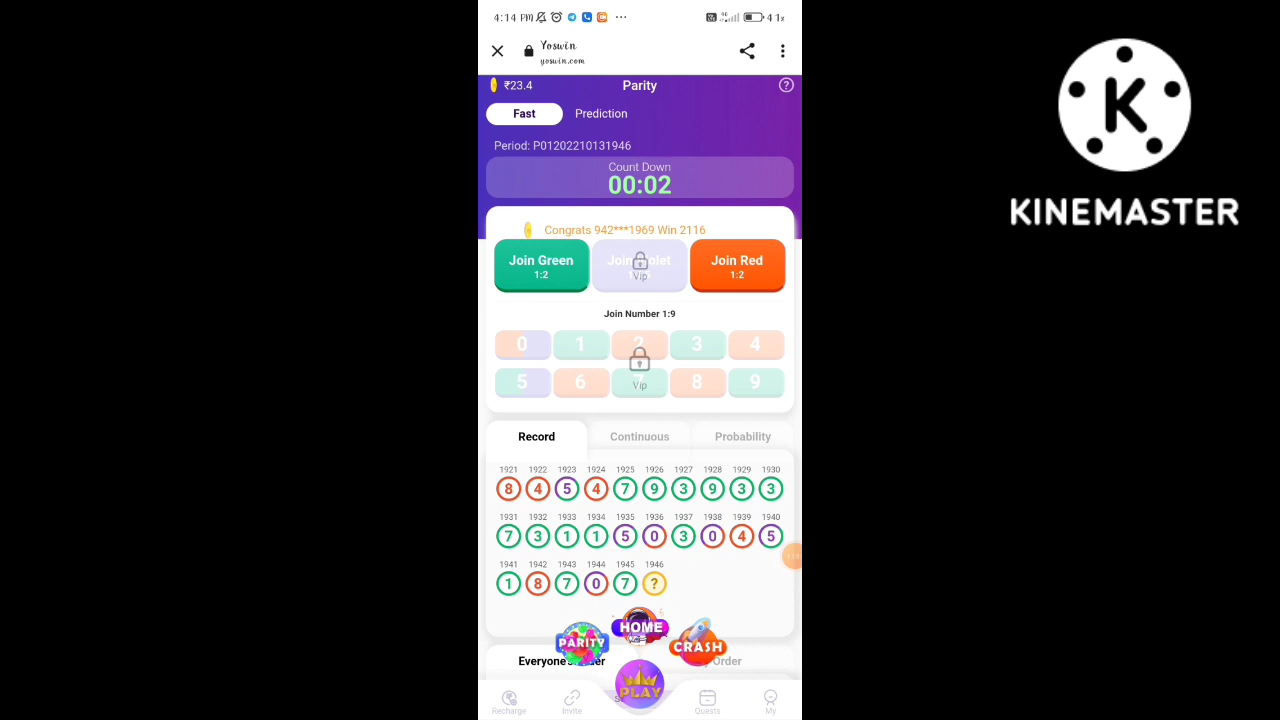 4:14 PM
Yoswin
yoswin.com
₹23.4
Parity
?
Fast
Prediction
Period: P01202210131946
Count Down
00:02
Congrats 942***1969 Win 2116
Join Green
Join
Join Red
1:2
Vip
1:2
Join Number 1:9
0 1 2 3 4
Vip
5 6 7 8 9
Record
Continuous
Probability
1921 1922 1923 1924 1925 1926 1927 1928 1929 1930
8 4 5 4 7 9 3 9 3 3
1931 1932 1933 1934 1935 1936 1937 1938 1939 1940
7 3 1 1 5 0 3 0 4 5
1941 1942 1943 1944 1945 1946
1 8 7 0 7 ?
HOME
PARITY
CRASH
Everyone's
Order
PLAY
Recharge
Invite
Quests
My
K
KINEMASTER